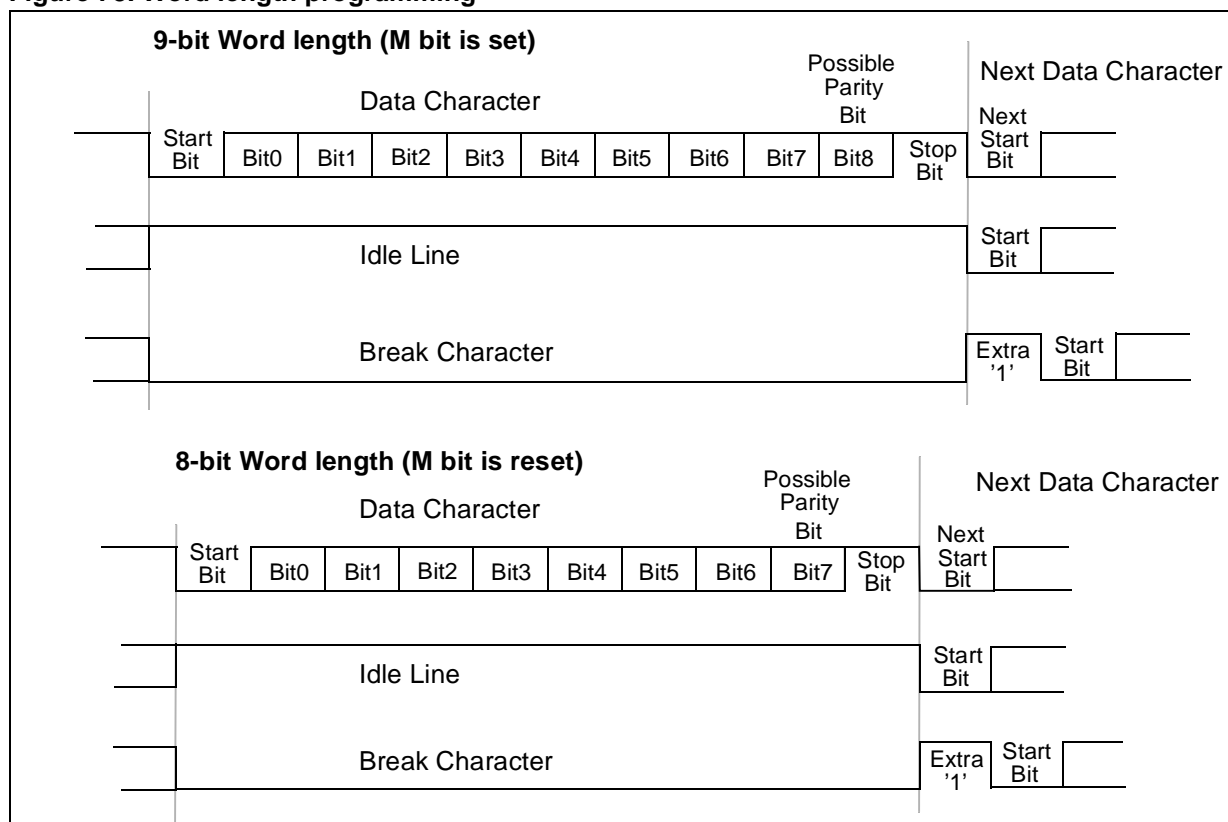 9-bit Word length (M bit is set)
Possible
Parity
Bit
Next Data Character
Data Character
Start
Bit
Bit0
Bit1
Bit2
Bit3
Bit4
Bit5
Bit6
Bit7
Bit8
Stop
Bit
Next
Start
Bit
Idle Line
Start
Bit
Break Character
Extra
’1’
Start
Bit
8-bit Word length (M bit is reset)
Possible
Parity
Bit
Next Data Character
Data Character
Start
Bit
Bit0
Bit1
Bit2
Bit3
Bit4
Bit5
Bit6
Bit7
Stop
Bit
Next
Start
Bit
Idle Line
Start
Bit
Break Character
Extra
’1’
Start
Bit